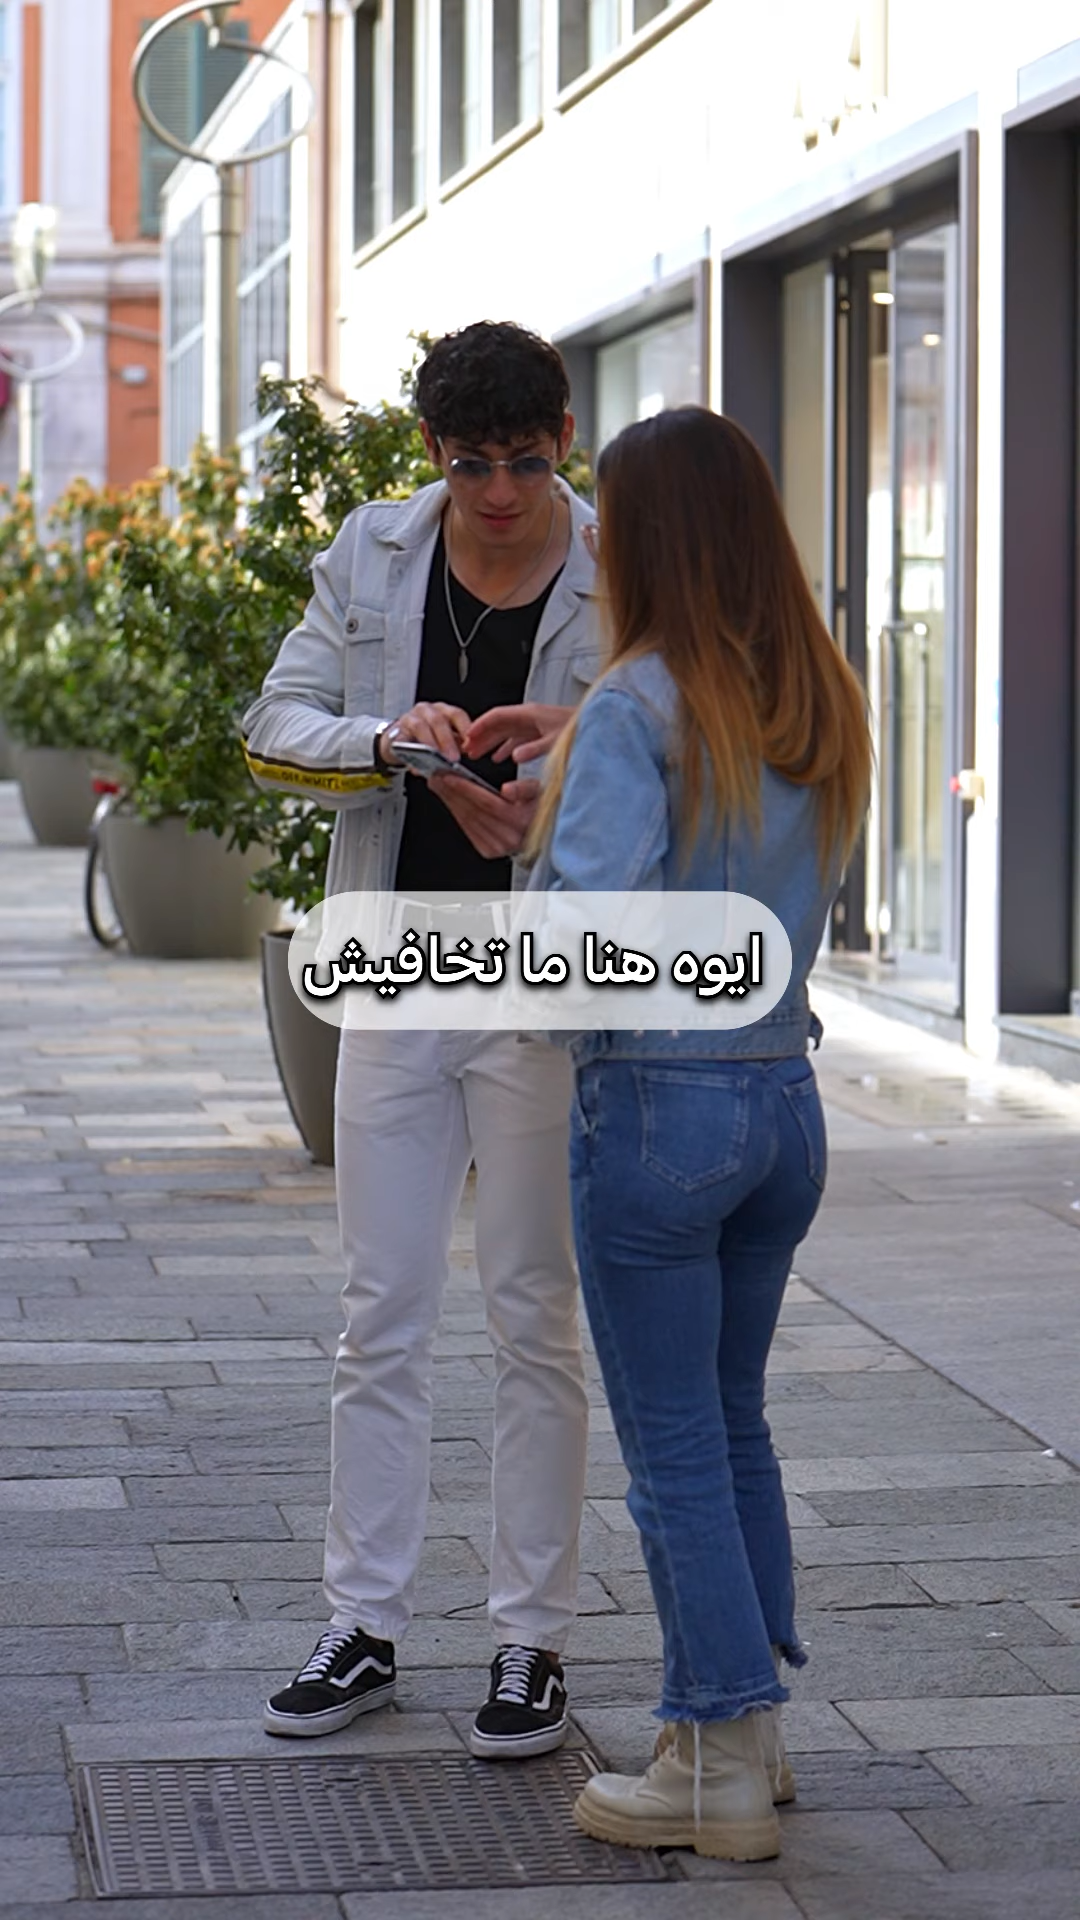 ايوه هنا ما تخافيش